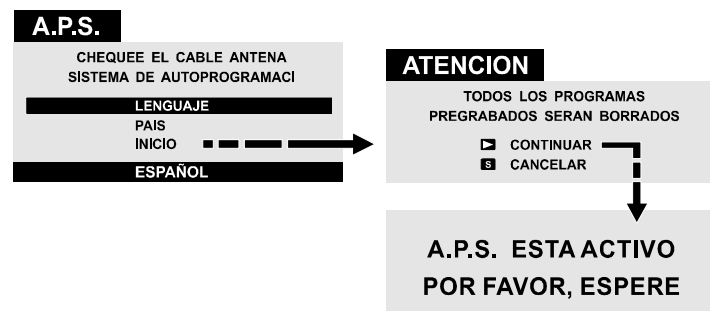 A.P.S.
CHEQUEE EL CABLE ANTENA
SISTEMA DE AUTOPROGRAMACÍ
LENGUAJE
PAIS
INICIO
ESPAÑOL
ATENCION
TODOS LOS PROGRAMAS
PREGRABADOS SERAN BORRADOS
CONTINUAR
S CANCELAR
A.P.S. ESTA ACTIVO
POR FAVOR, ESPERE